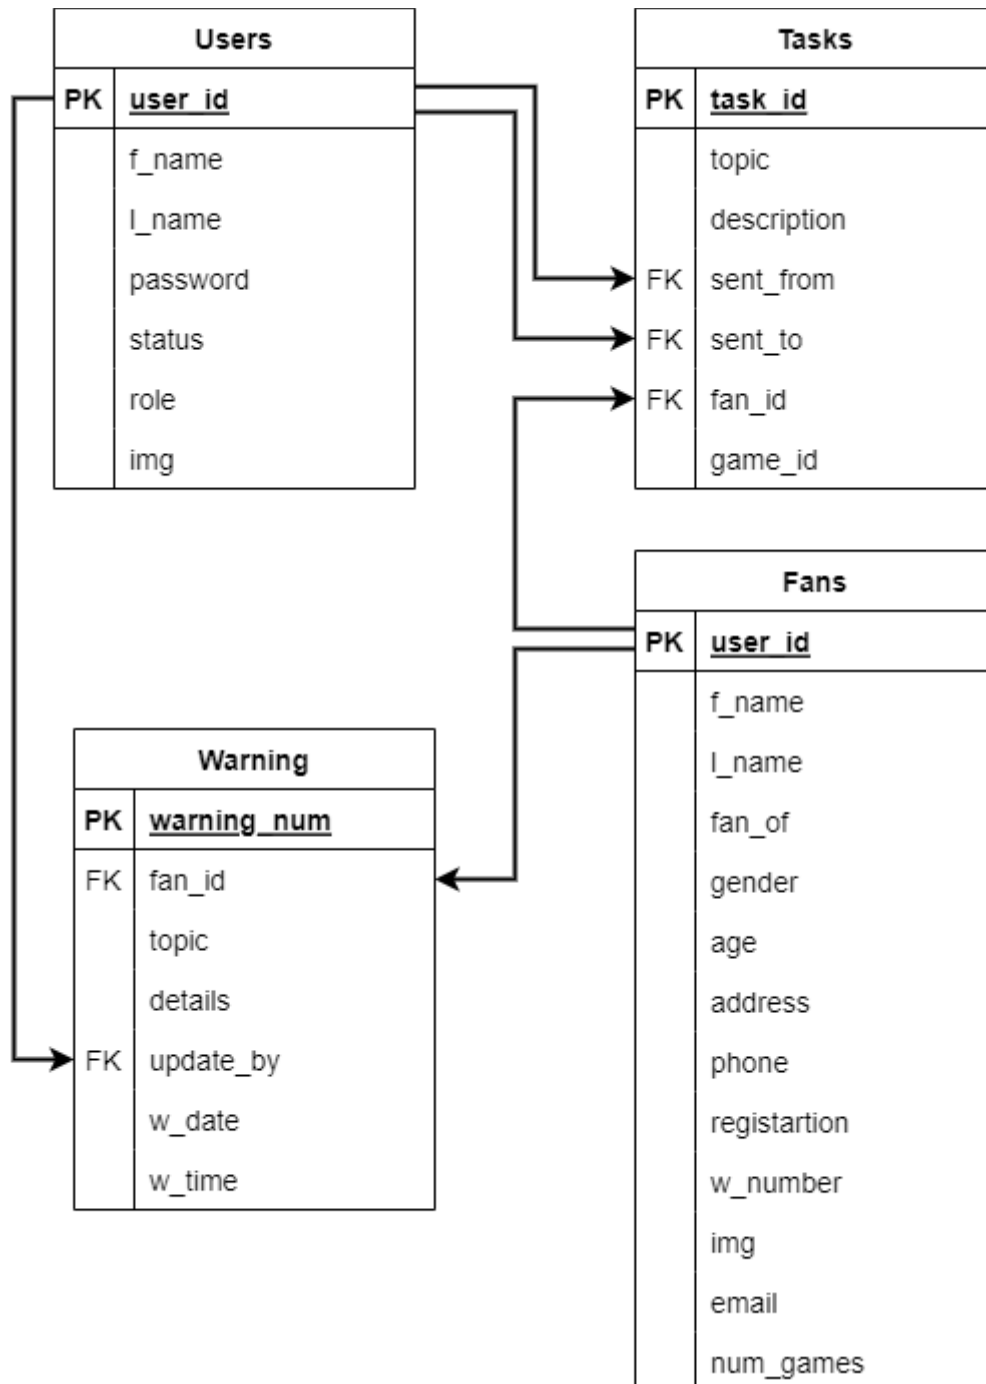 Users
PK user_id
f_name
l_name
password
status
role
img
Tasks
PK task_id
topic
description
FK sent_from
FK sent_to
FK fan_id
game_id
Fans
PK user_id
f_name
l_name
fan_of
gender
age
address
phone
registartion
w_number
img
email
num_games
Warning
PK warning_num
FK fan_id
topic
details
FK update_by
w_date
w_time